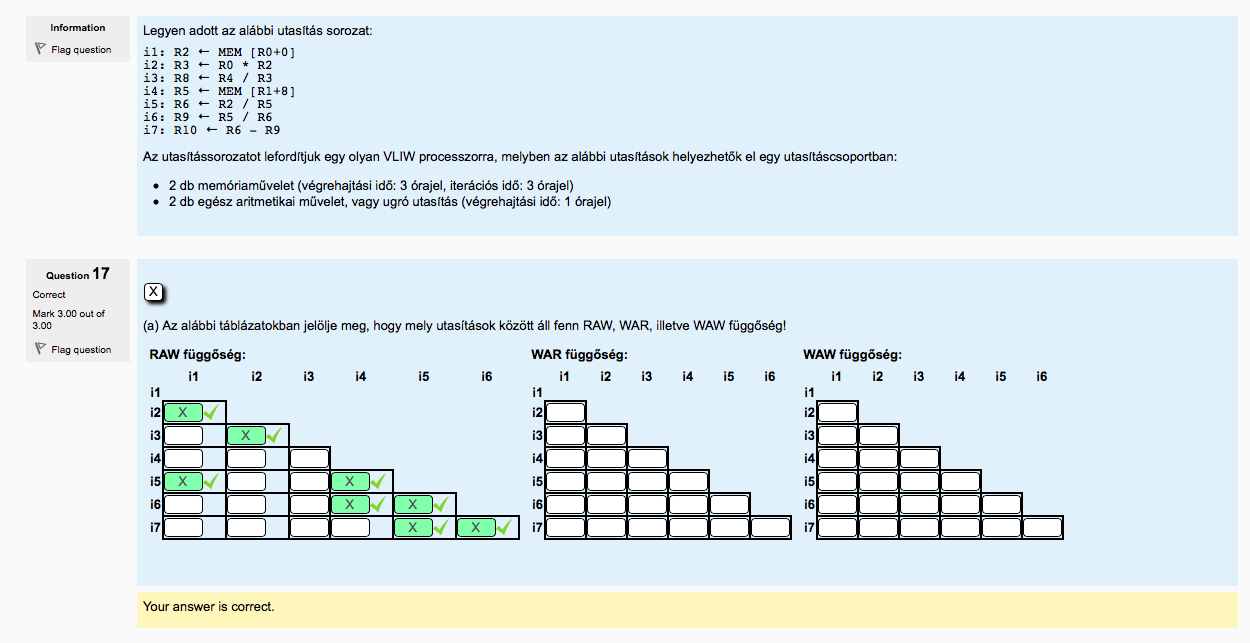 Information
Flag question
Legyen adott az alábbi utasítás sorozat:
i1: R2 ← MEM [R0+0]
i2: R3 ← R0 * R2
i3: R8 ← R4 / R3
i4: R5 ← MEM [R1+8]
i5: R6 ← R2 / R5
i6: R9 ← R5 / R6
i7: R10 ← R6 − R9
Az utasítássorozatot lefordítjuk egy olyan VLIW processzorra, melyben az alábbi utasítások helyezhetők el egy utasításcsoportban:
• 2 db memóriaművelet (végrehajtási idő: 3 órajel, iterációs idő: 3 órajel)
• 2 db egész aritmetikai művelet, vagy ugró utasítás (végrehajtási idő: 1 órajel)
Question 17
Correct
Mark 3.00 out of
3.00
Flag question
X
(a) Az alábbi táblázatokban jelölje meg, hogy mely utasítások között áll fenn RAW, WAR, illetve WAW függőség!
RAW függőség:
i1 i2 i3 i4 i5 i6
i1
i2 X
i3 X
i4
i5 X X
i6 X X
i7 X X
WAR függőség:
i1 i2 i3 i4 i5 i6
i1
i2
i3
i4
i5
i6
i7
WAW függőség:
i1 i2 i3 i4 i5 i6
i1
i2
i3
i4
i5
i6
i7
Your answer is correct.